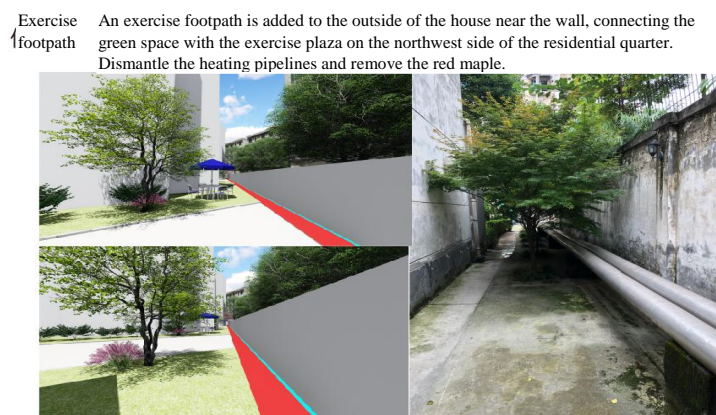 Exercise footpath
An exercise footpath is added to the outside of the house near the wall, connecting the
green space with the exercise plaza on the northwest side of the residential quarter.
Dismantle the heating pipelines and remove the red maple.